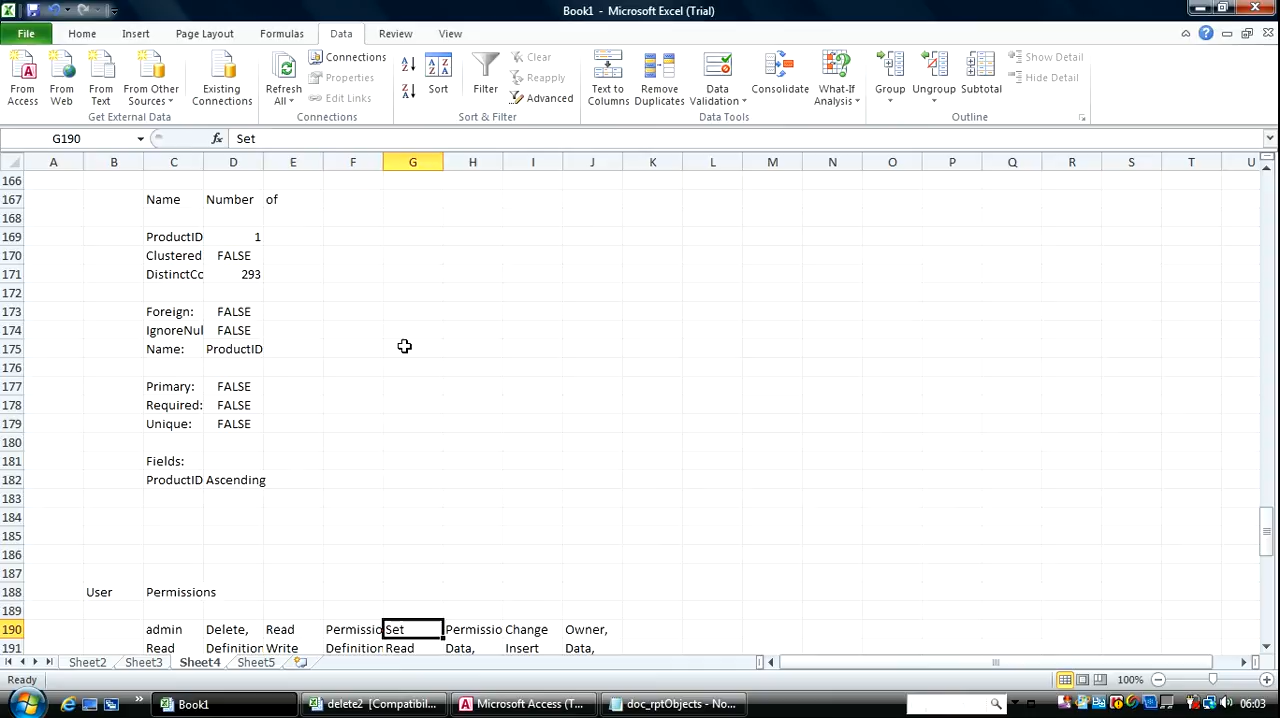 Book1 - Microsoft Excel (Trial)
File Home Insert Page Layout Formulas Data Review View
From Access
From Web
From Text
From Other Sources
Existing Connections
Get External Data
Refresh All
Connections
Properties
Edit Links
Connections
Sort
Filter
Clear
Reapply
Advanced
Sort & Filter
Text to Columns
Remove Duplicates
Data Validation
Consolidate
What-If Analysis
Data Tools
Group
Ungroup
Subtotal
Show Detail
Hide Detail
Outline
G190 fx Set
A B C D E F G H I J K L M N O P Q R S T U
166
167 Name Number of
168
169 ProductID 1
170 Clustered FALSE
171 DistinctCc 293
172
173 Foreign: FALSE
174 IgnoreNul FALSE
175 Name: ProductID
176
177 Primary: FALSE
178 Required: FALSE
179 Unique: FALSE
180
181 Fields:
182 ProductID Ascending
183
184
185
186
187
188 User Permissions
189
190 admin Delete, Read Permissio Set Permissio Change Owner,
191 Read Definition Write Definition Read Data, Insert Data,
Sheet2 Sheet3 Sheet4 Sheet5
Ready 100%
Book1 delete2 [Compatibil... Microsoft Access (T... doc_rptObjects - No... 06:03